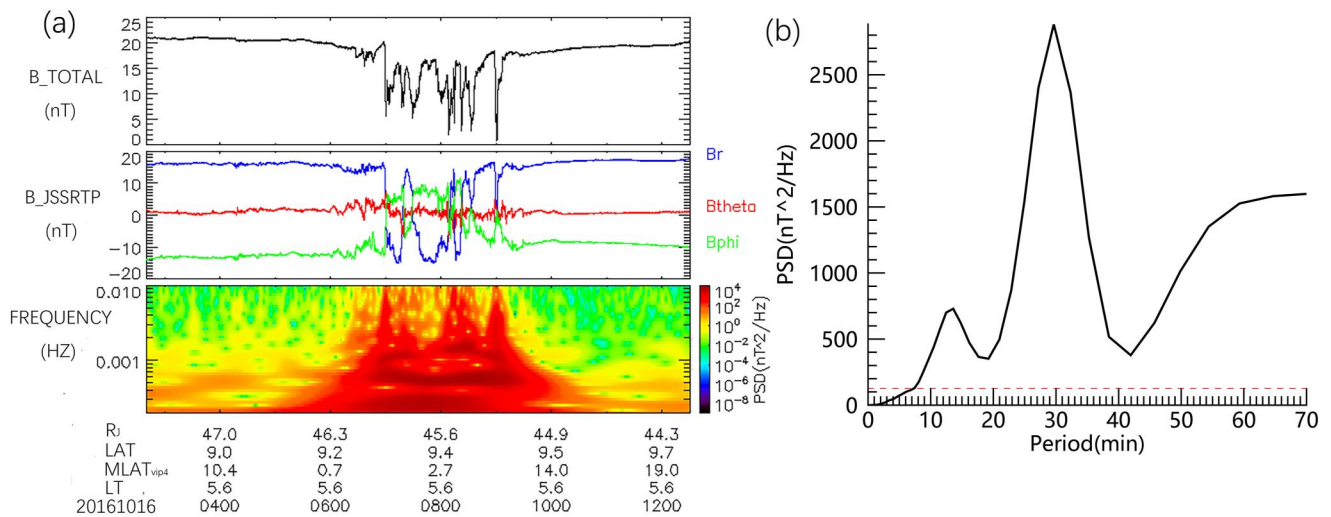 (a)
25
20
15
10
5
0
B_TOTAL
(nT)
20
10
0
-10
-20
B_JSSRTP
(nT)
Br
Btheta
Bphi
0.010
0.001
FREQUENCY
(HZ)
10^4
10^2
10^0
10^-2
10^-4
10^-6
10^-8
PSD(nT^2/Hz)
RJ 47.0 46.3 45.6 44.9 44.3
LAT 9.0 9.2 9.4 9.5 9.7
MLATvip4 10.4 0.7 2.7 14.0 19.0
LT 5.6 5.6 5.6 5.6 5.6
20161016 0400 0600 0800 1000 1200
(b)
2500
2000
1500
1000
500
0
PSD(nT^2/Hz)
0 10 20 30 40 50 60 70
Period(min)